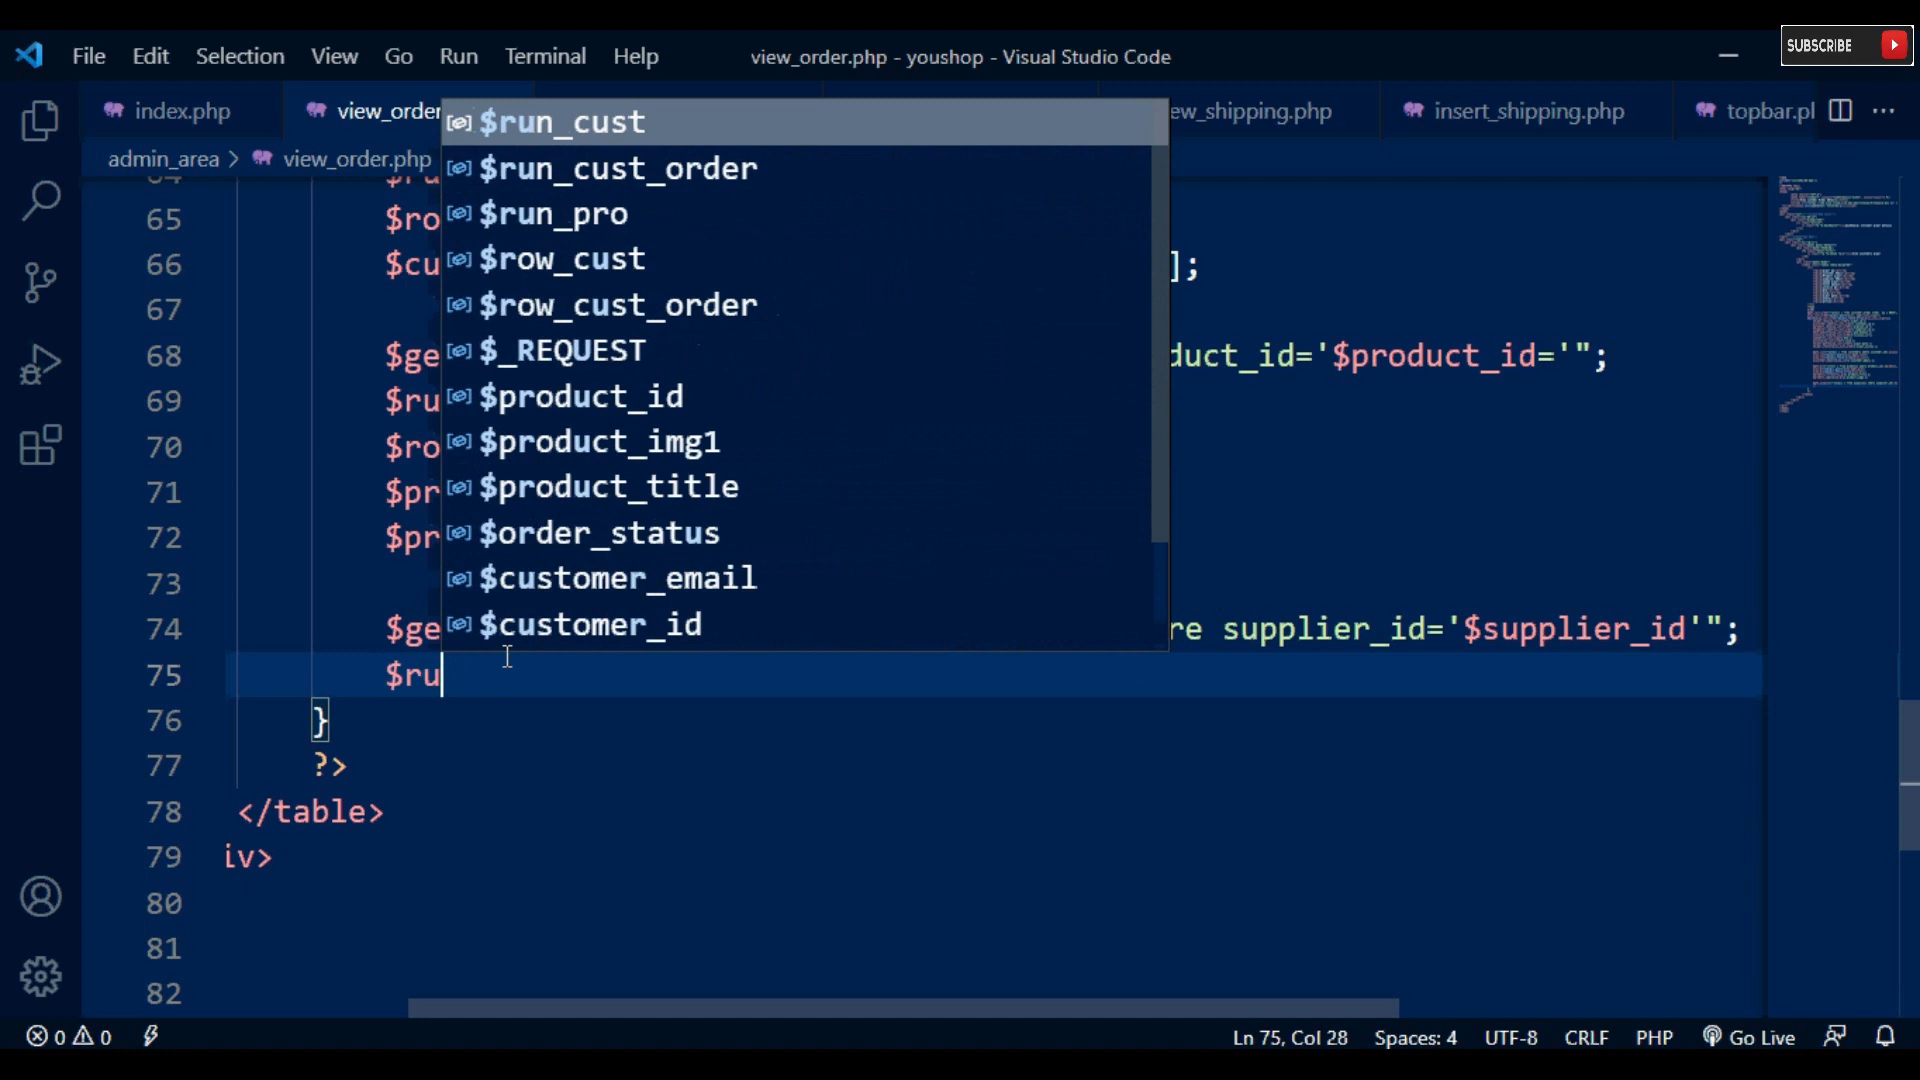 SUBSCRIBE
File Edit Selection View Go Run Terminal Help view_order.php - youshop - Visual Studio Code
index.php view_order ew_shipping.php insert_shipping.php topbar.pl
admin_area > view_order.php
$run_cust
$run_cust_order
$run_pro
$row_cust
$row_cust_order
$_REQUEST
$product_id
$product_img1
$product_title
$order_status
$customer_email
$customer_id
64 $ru
65 $ro
66 $cu ];
67
68 $ge duct_id='$product_id='";
69 $ru
70 $ro
71 $pr
72 $pr
73
74 $ge re supplier_id='$supplier_id'";
75 $ru
76 }
77 ?>
78 </table>
79 iv>
80
81
82
0 0 Ln 75, Col 28 Spaces: 4 UTF-8 CRLF PHP Go Live